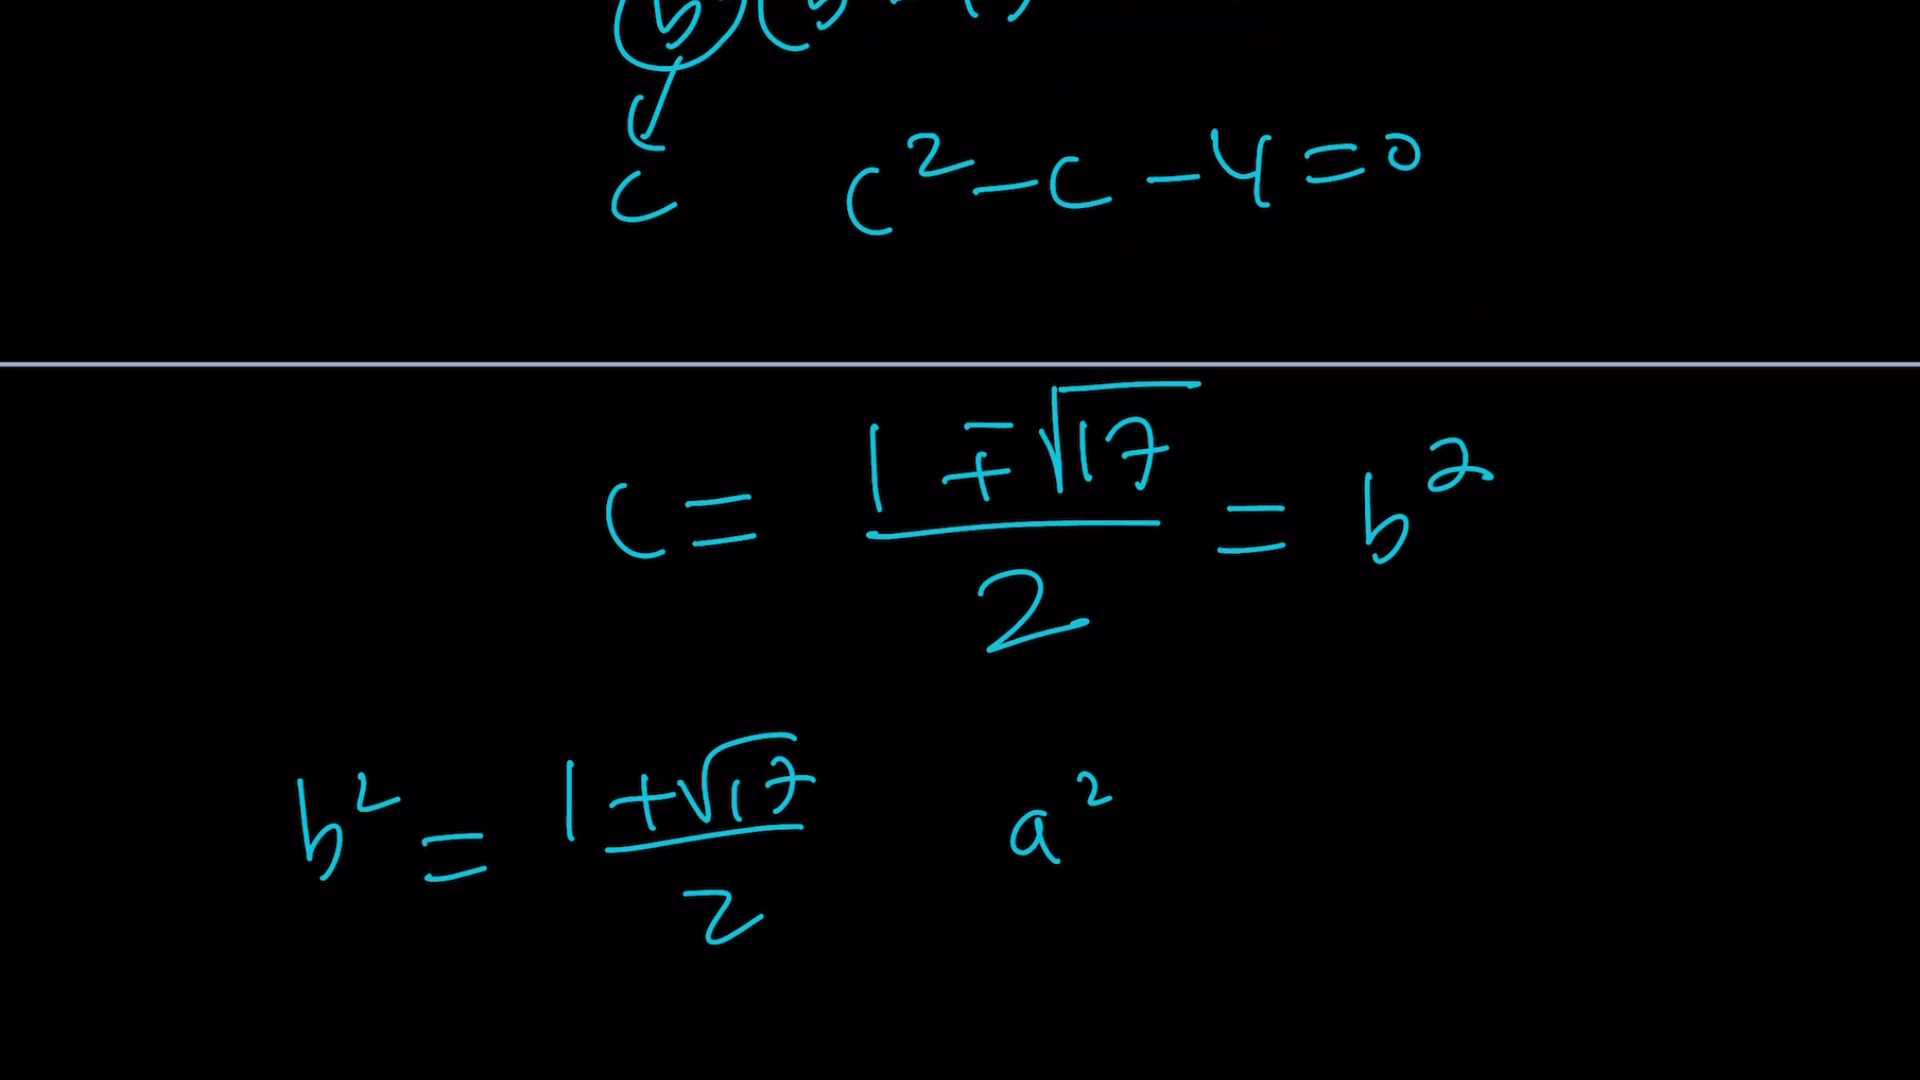 c c² - c - 4 = 0
c = (1 ∓ √17) / 2 = b²
b² = (1 + √17) / 2 a²